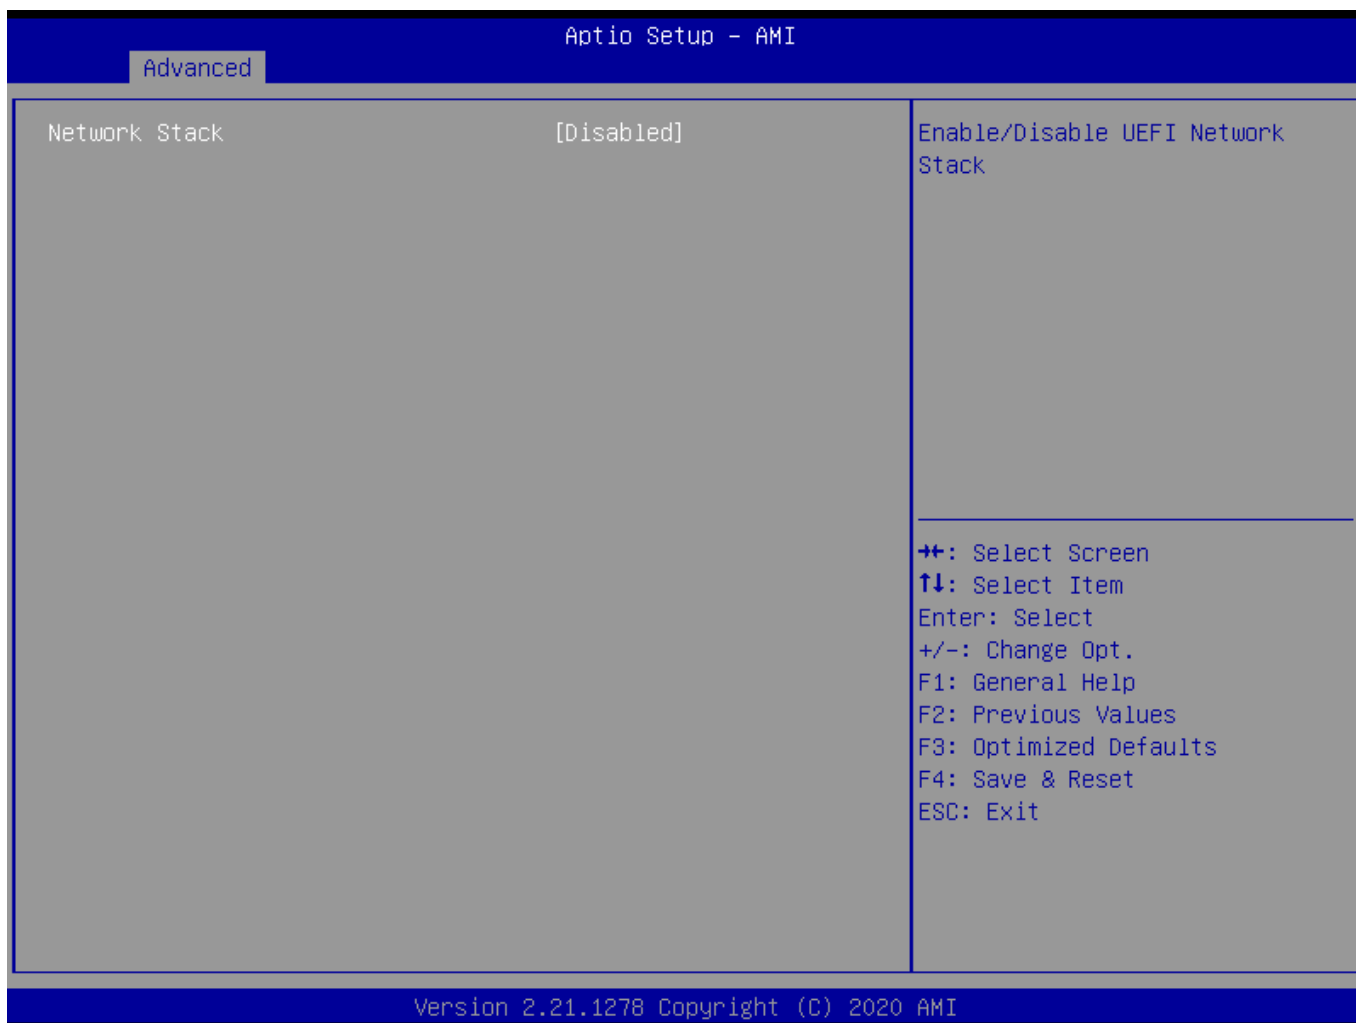 Aptio Setup – AMI
Advanced
Network Stack [Disabled]
Enable/Disable UEFI Network
Stack
→←: Select Screen
↑↓: Select Item
Enter: Select
+/-: Change Opt.
F1: General Help
F2: Previous Values
F3: Optimized Defaults
F4: Save & Reset
ESC: Exit
Version 2.21.1278 Copyright (C) 2020 AMI